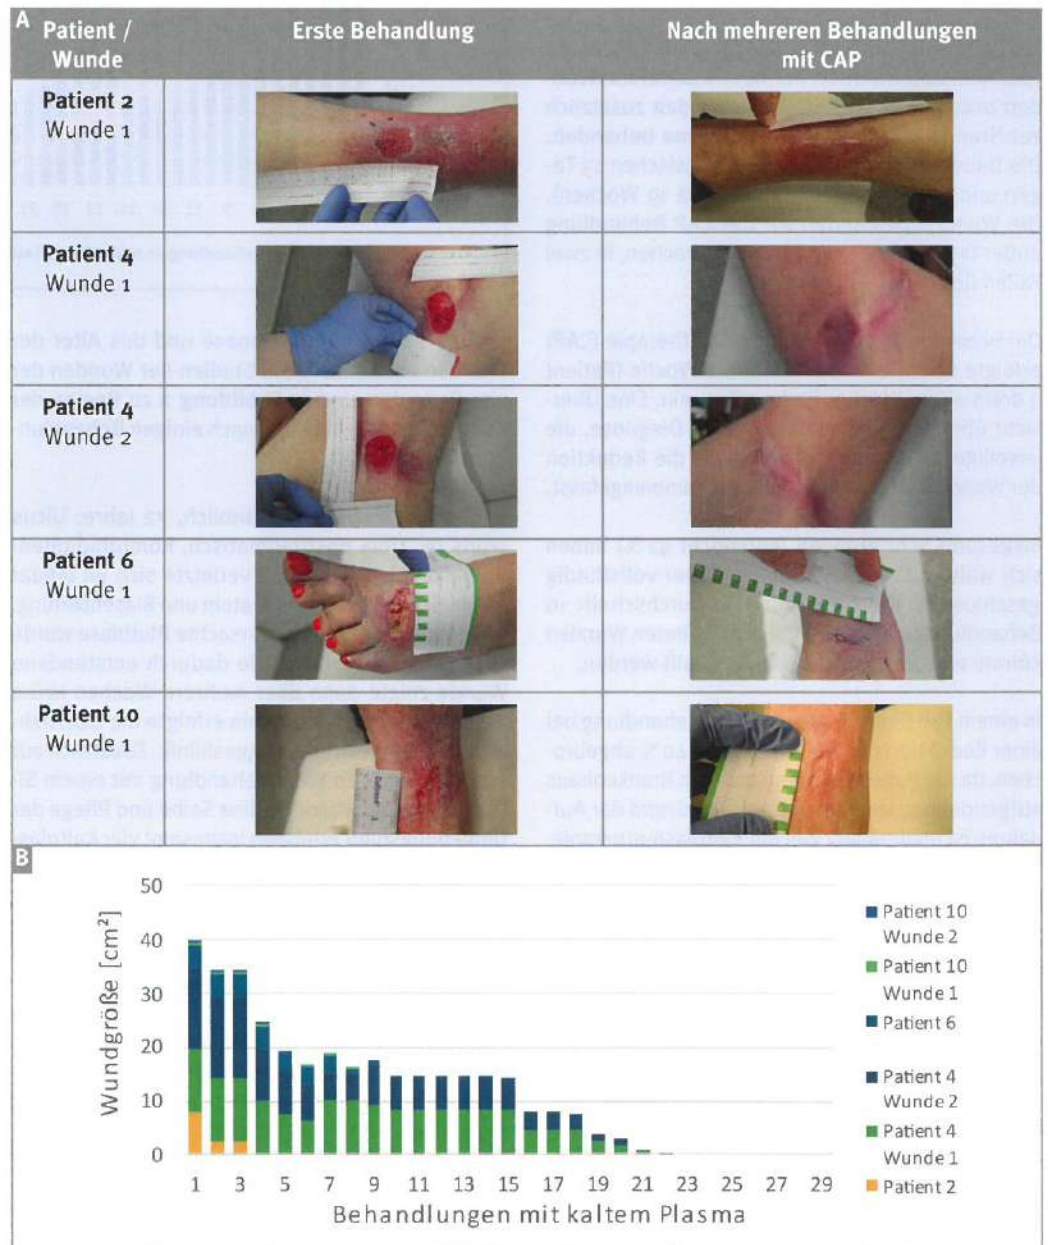 A
Patient /
Wunde
Erste Behandlung
Nach mehreren Behandlungen
mit CAP
Patient 2
Wunde 1
Patient 4
Wunde 1
Patient 4
Wunde 2
Patient 6
Wunde 1
Patient 10
Wunde 1
B
50
40
30
20
10
0
Wundgröße [cm²]
1 3 5 7 9 11 13 15 17 19 21 23 25 27 29
Behandlungen mit kaltem Plasma
Patient 10
Wunde 2
Patient 10
Wunde 1
Patient 6
Patient 4
Wunde 2
Patient 4
Wunde 1
Patient 2